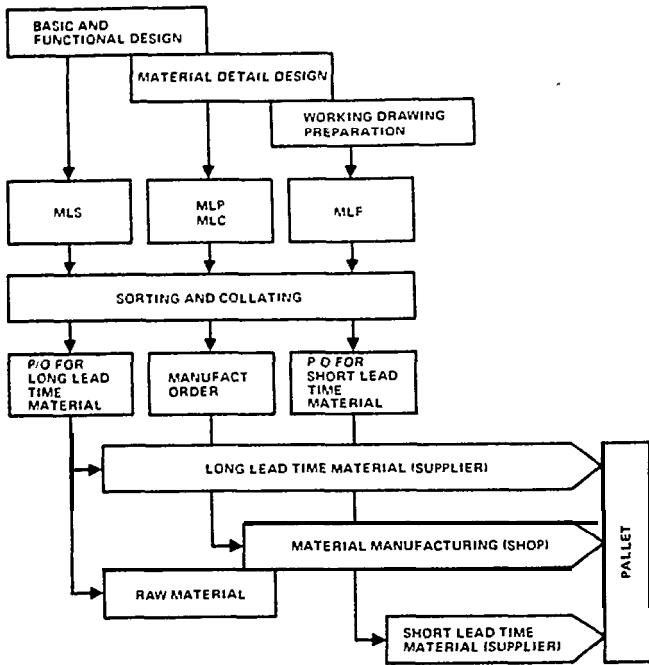 BASIC AND
FUNCTIONAL DESIGN
MATERIAL DETAIL DESIGN
WORKING DRAWING
PREPARATION
MLS
MLP
MLC
MLF
SORTING AND COLLATING
P/O FOR
LONG LEAD
TIME
MATERIAL
MANUFACT
ORDER
P O FOR
SHORT LEAD
TIME
MATERIAL
LONG LEAD TIME MATERIAL (SUPPLIER)
MATERIAL MANUFACTURING (SHOP)
RAW MATERIAL
SHORT LEAD TIME
MATERIAL (SUPPLIER)
PALLET